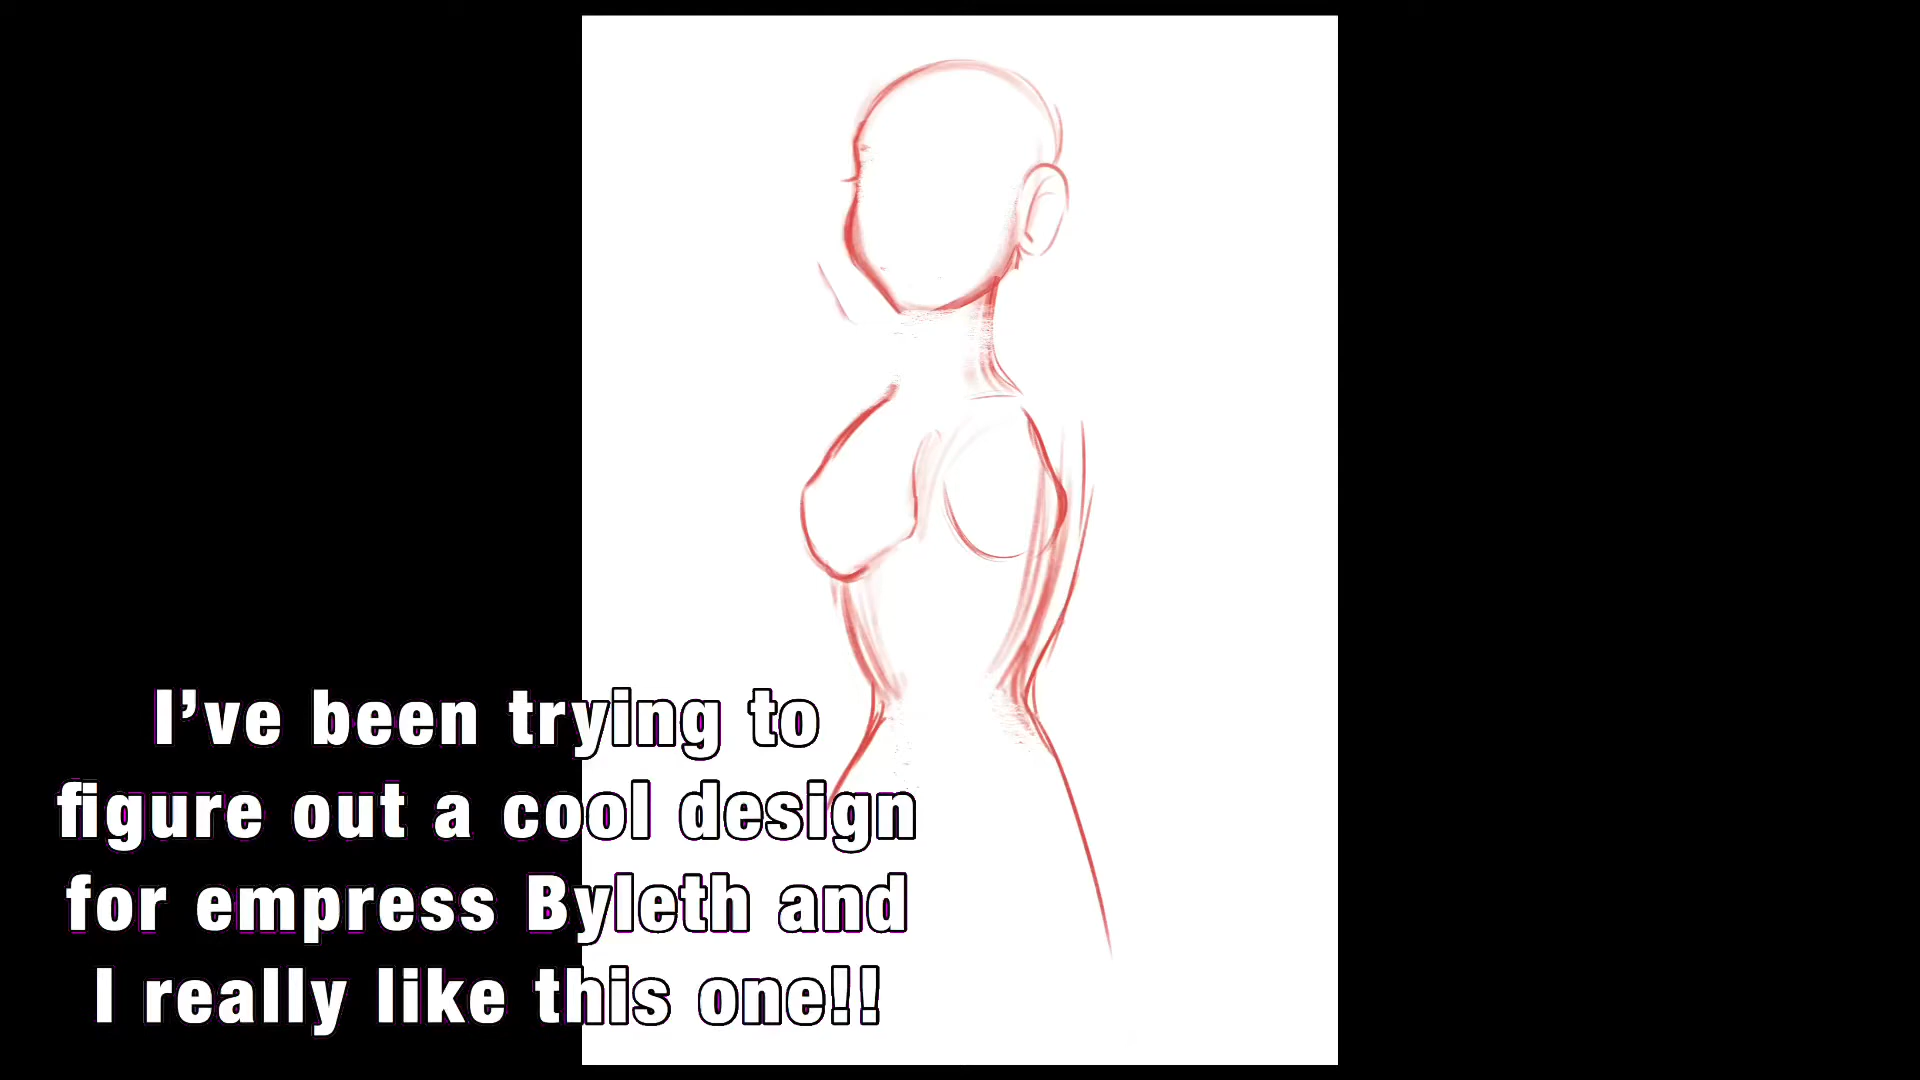 I’ve been trying to
figure out a cool design
for empress Byleth and
I really like this one!!